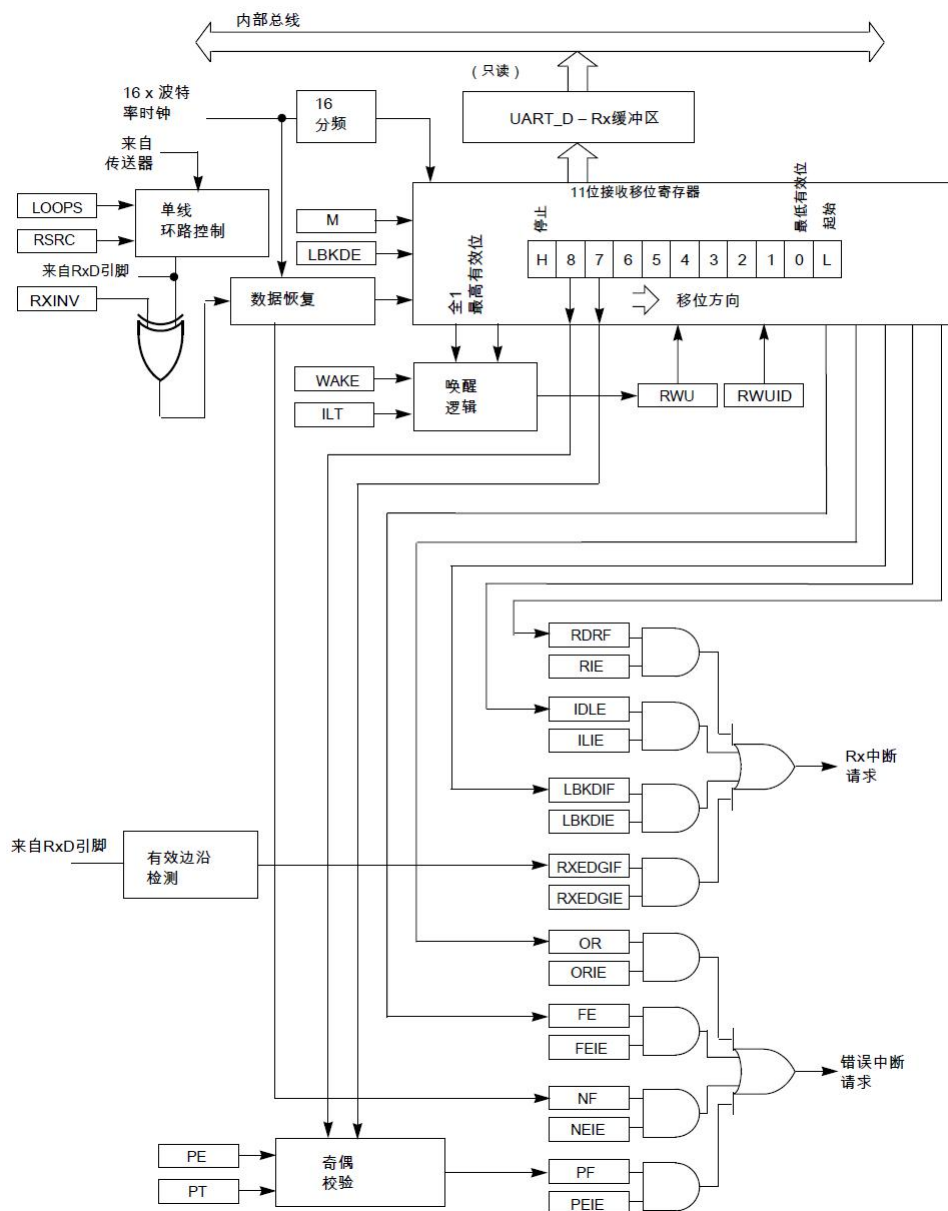 内部总线
(只读)
16 x 波特
率时钟
16
分频
UART_D – Rx缓冲区
来自
传送器
11位接收移位寄存器
LOOPS
单线
环路控制
RSRC
M
LBKDE
停止
最低有效位
起始
H 8 7 6 5 4 3 2 1 0 L
来自RxD引脚
RXINV
数据恢复
全1
最高有效位
移位方向
WAKE
ILT
唤醒
逻辑
RWU
RWUID
RDRF
RIE
IDLE
ILIE
Rx中断
请求
LBKDIF
LBKDIE
来自RxD引脚
有效边沿
检测
RXEDGIF
RXEDGIE
OR
ORIE
FE
FEIE
错误中断
请求
NF
NEIE
PE
PT
奇偶
校验
PF
PEIE